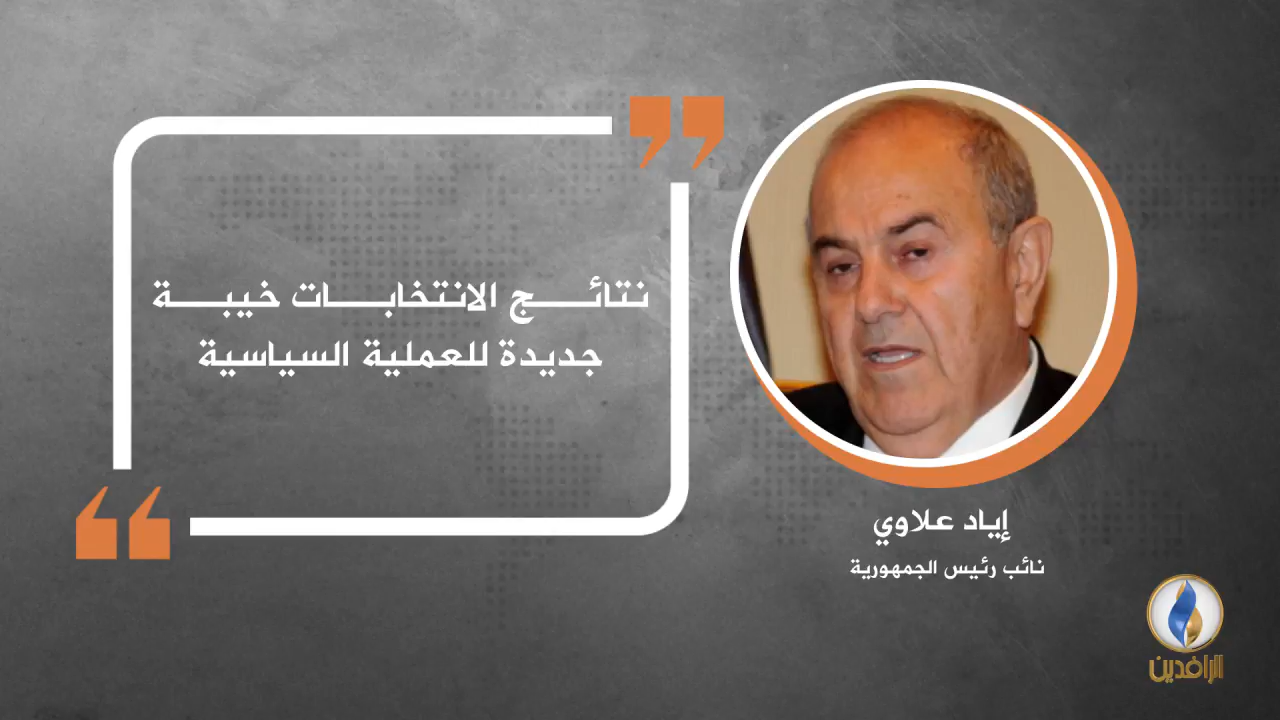 نتائج الانتخابات خيبة
جديدة للعملية السياسية
إياد علاوي
نائب رئيس الجمهورية
الرافدين